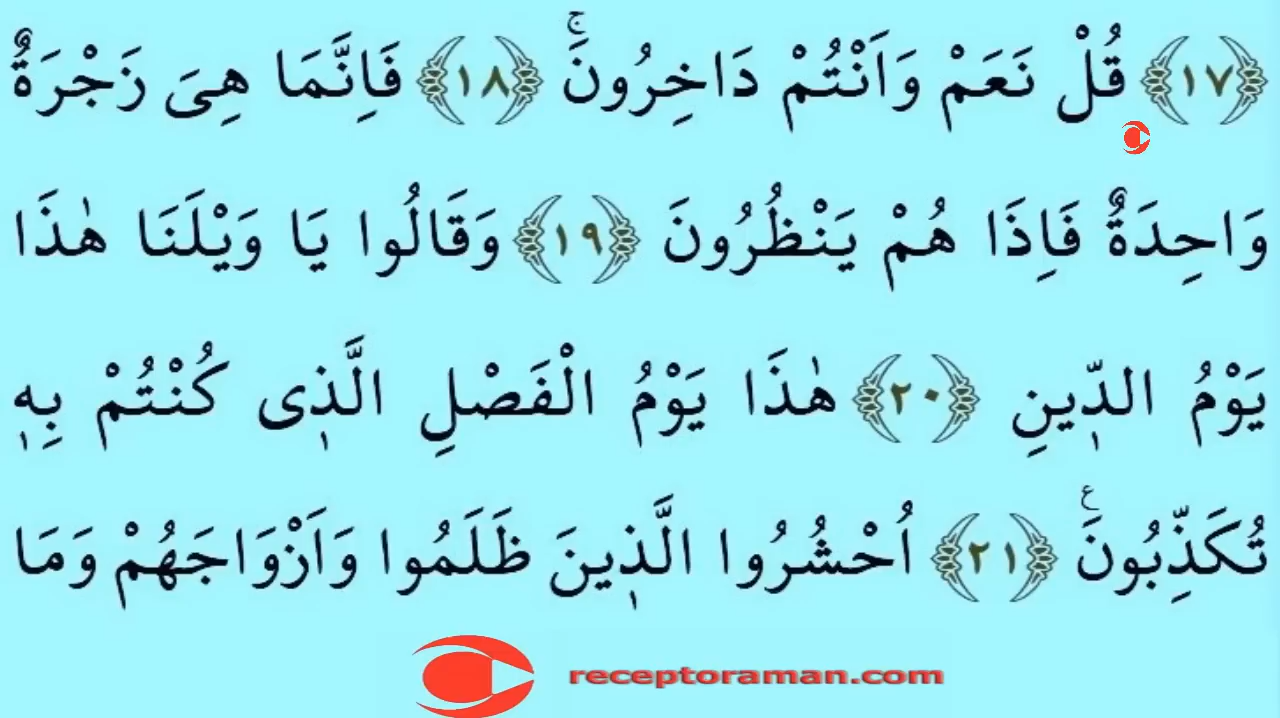 ﴿١٧﴾ قُلْ نَعَمْ وَاَنْتُمْ دَاخِرُونَۚ ﴿١٨﴾ فَاِنَّمَا هِىَ زَجْرَةٌ
وَاحِدَةٌ فَاِذَا هُمْ يَنْظُرُونَ ﴿١٩﴾ وَقَالُوا يَا وَيْلَنَا هٰذَا
يَوْمُ الدّ۪ينِ ﴿٢٠﴾ هٰذَا يَوْمُ الْفَصْلِ الَّذ۪ى كُنْتُمْ بِه۪
تُكَذِّبُونَ۟ ﴿٢١﴾ اُحْشُرُوا الَّذ۪ينَ ظَلَمُوا وَاَزْوَاجَهُمْ وَمَا
receptoraman.com